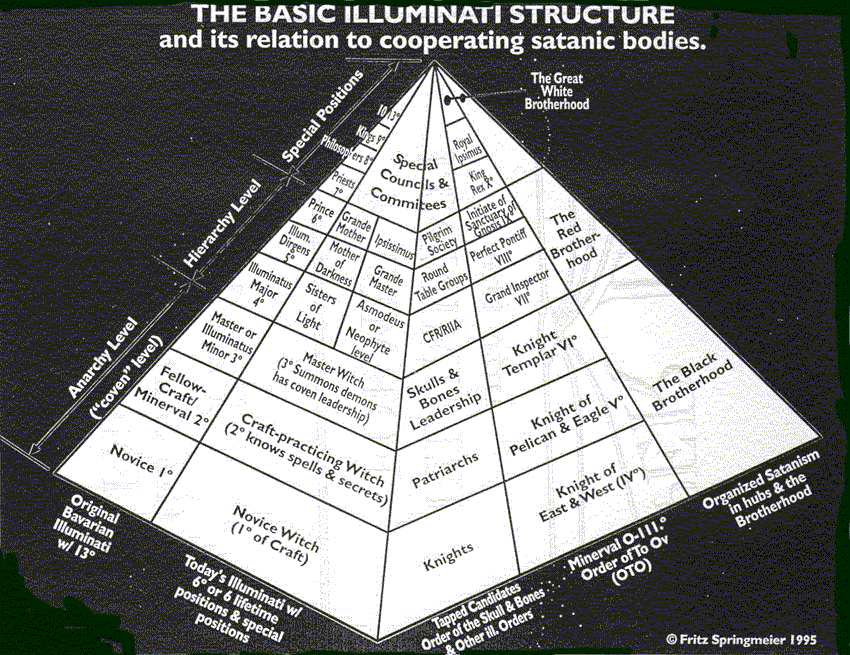 THE BASIC ILLUMINATI STRUCTURE
and its relation to cooperating satanic bodies.
Special Positions
Hierarchy Level
Anarchy Level
("coven" level)
The Great
White
Brotherhood
10-13°
Kings 9°
Philosophers 8°
Priests
7°
Prince
6°
Illum.
Dirgens
5°
Illuminatus
Major
4°
Master or
Illuminatus
Minor 3°
Fellow-
Craft/
Minerval 2°
Novice 1°
Special
Councils &
Committees
Grande
Mother
Ipsissimus
Mother
of
Darkness
Grande
Master
Sisters
of
Light
Asmodeus
or
Neophyte
level
Master Witch
(3° Summons demons
has coven leadership)
Craft-practicing Witch
(2° knows spells & secrets)
Novice Witch
(1° of Craft)
Pilgrim
Society
Round
Table Groups
CFR/RIIA
Skulls &
Bones
Leadership
Patriarchs
Knights
Royal
Ipsimus
King
Rex X°
Initiate of
Sanctuary of
Gnosis IX°
Perfect Pontiff
VIII°
Grand Inspector
VII°
Knight
Templar VI°
Knight of
Pelican & Eagle V°
Knight of
East & West (IV°)
The
Red
Brother-
hood
The Black
Brotherhood
Original
Bavarian
Illuminati
w/ 13°
Today's Illuminati w/
6° or 6 lifetime
positions & special
positions
Tapped Candidates
Order of the Skull & Bones
& Other ill. Orders
Minerval O-111.°
Order of To Ov
(OTO)
Organized Satanism
in hubs & the
Brotherhood
© Fritz Springmeier 1995